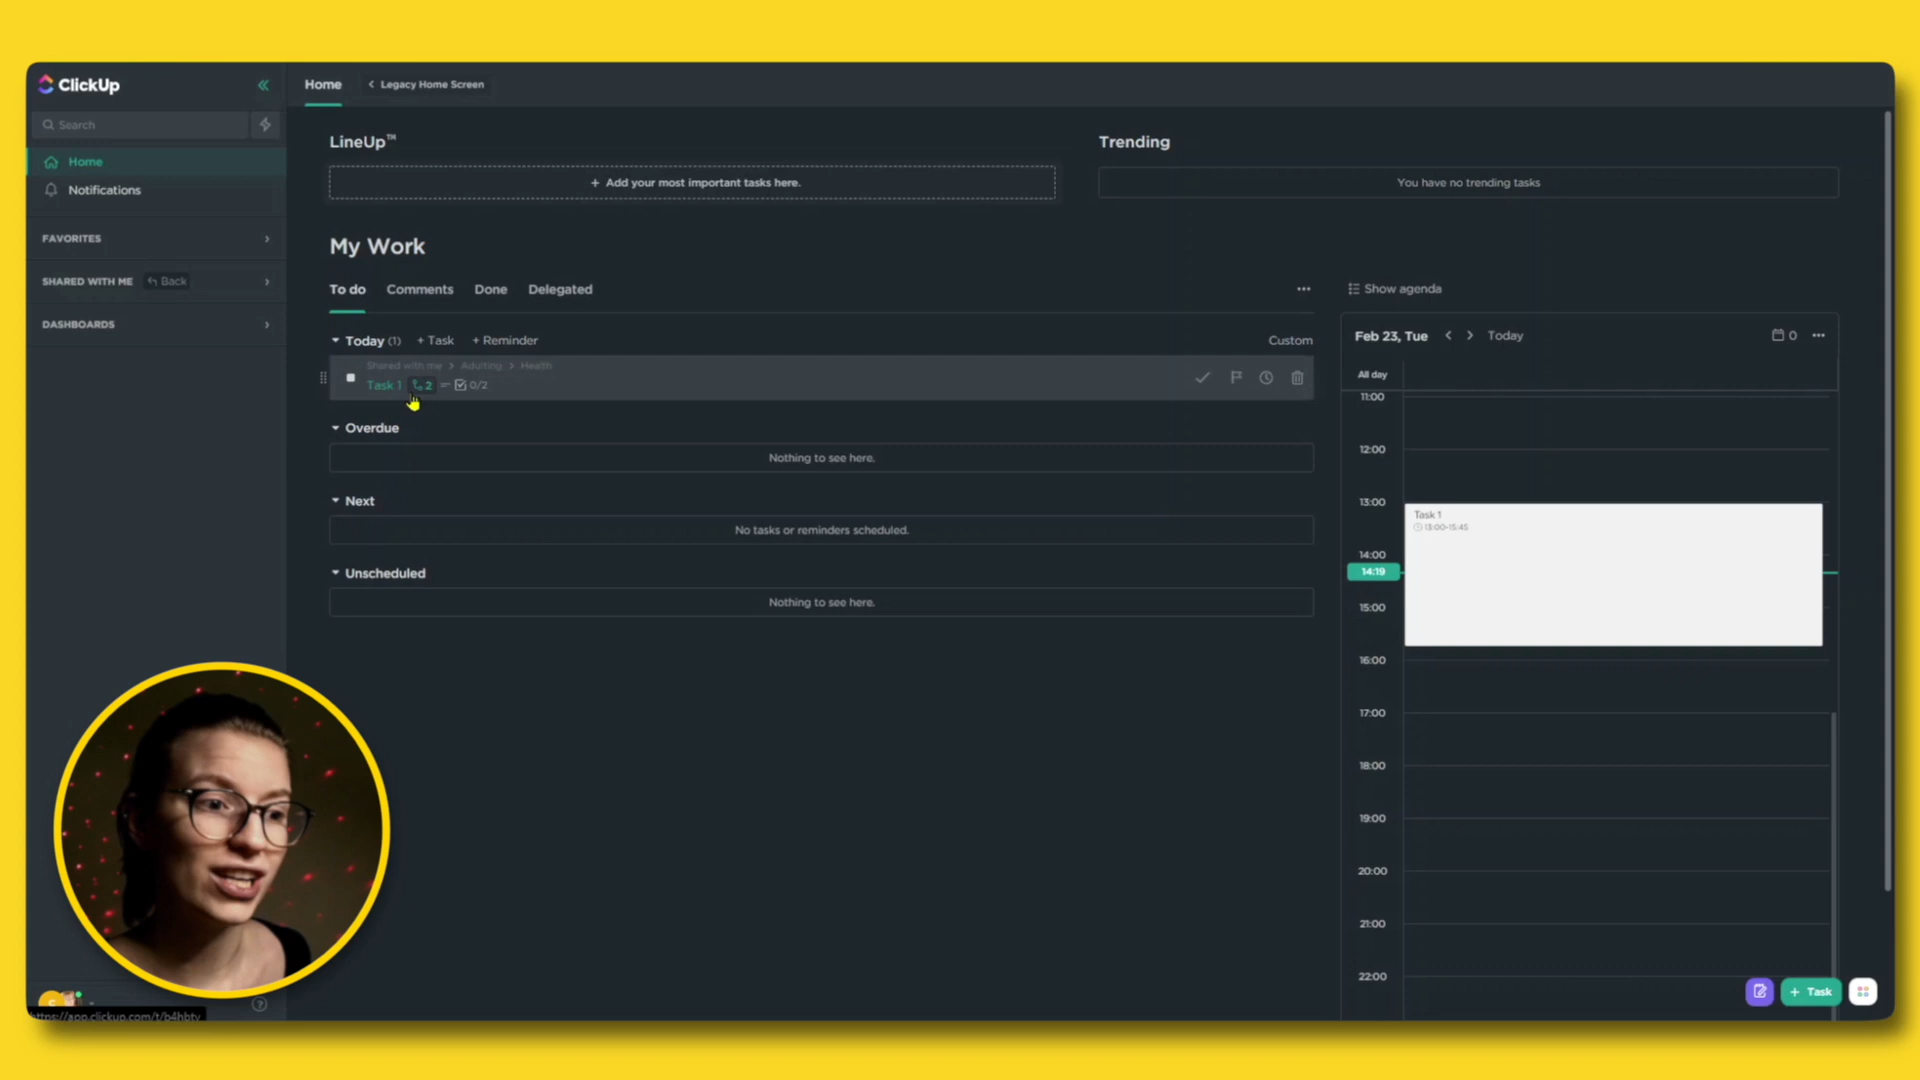 ClickUp
Search
Home
Notifications
FAVORITES
SHARED WITH ME Back
DASHBOARDS
Home
Legacy Home Screen
LineUp™
+ Add your most important tasks here.
Trending
You have no trending tasks
My Work
To do Comments Done Delegated
Today (1) + Task + Reminder Custom
Shared with me > Adulting > Health
Task 1 2 0/2
Overdue
Nothing to see here.
Next
No tasks or reminders scheduled.
Unscheduled
Nothing to see here.
Show agenda
Feb 23, Tue < > Today 0
All day
11:00
12:00
13:00
Task 1
13:00-15:45
14:00
14:19
15:00
16:00
17:00
18:00
19:00
20:00
21:00
22:00
+ Task
https://app.clickup.com/t/b4hbtv